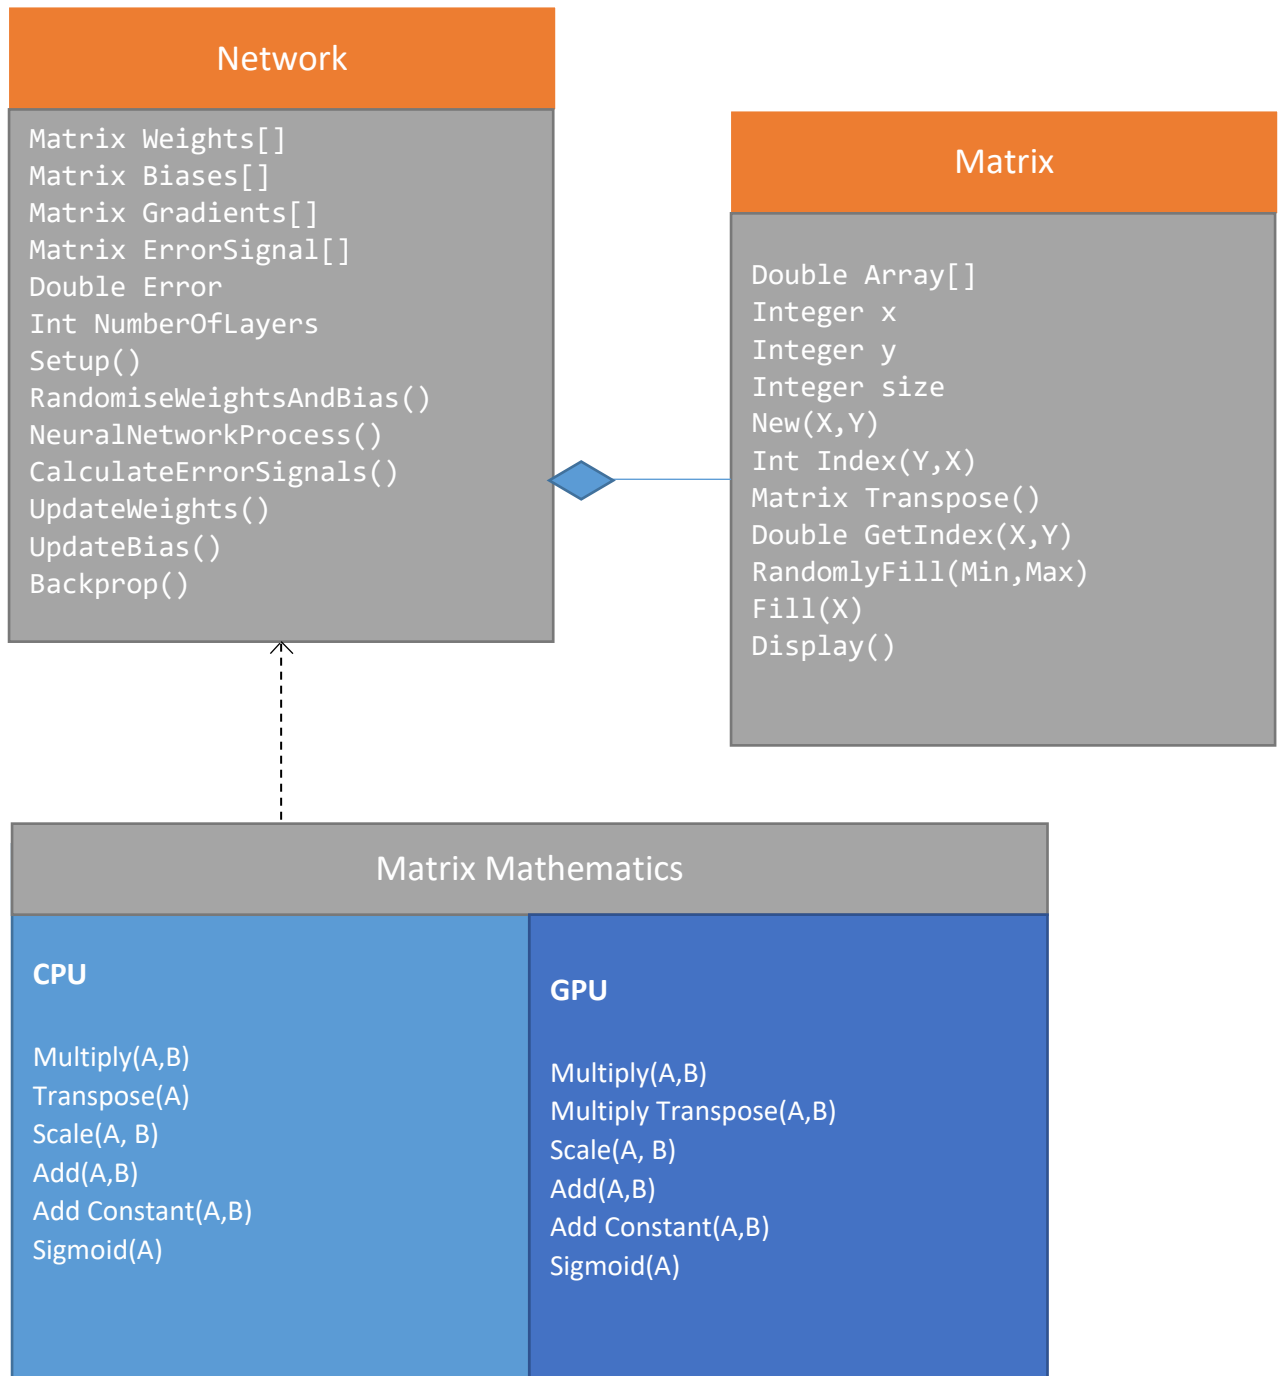 Network
Matrix Weights[]
Matrix Biases[]
Matrix Gradients[]
Matrix ErrorSignal[]
Double Error
Int NumberOfLayers
Setup()
RandomiseWeightsAndBias()
NeuralNetworkProcess()
CalculateErrorSignals()
UpdateWeights()
UpdateBias()
Backprop()
Matrix
Double Array[]
Integer x
Integer y
Integer size
New(X,Y)
Int Index(Y,X)
Matrix Transpose()
Double GetIndex(X,Y)
RandomlyFill(Min,Max)
Fill(X)
Display()
Matrix Mathematics
CPU
Multiply(A,B)
Transpose(A)
Scale(A, B)
Add(A,B)
Add Constant(A,B)
Sigmoid(A)
GPU
Multiply(A,B)
Multiply Transpose(A,B)
Scale(A, B)
Add(A,B)
Add Constant(A,B)
Sigmoid(A)